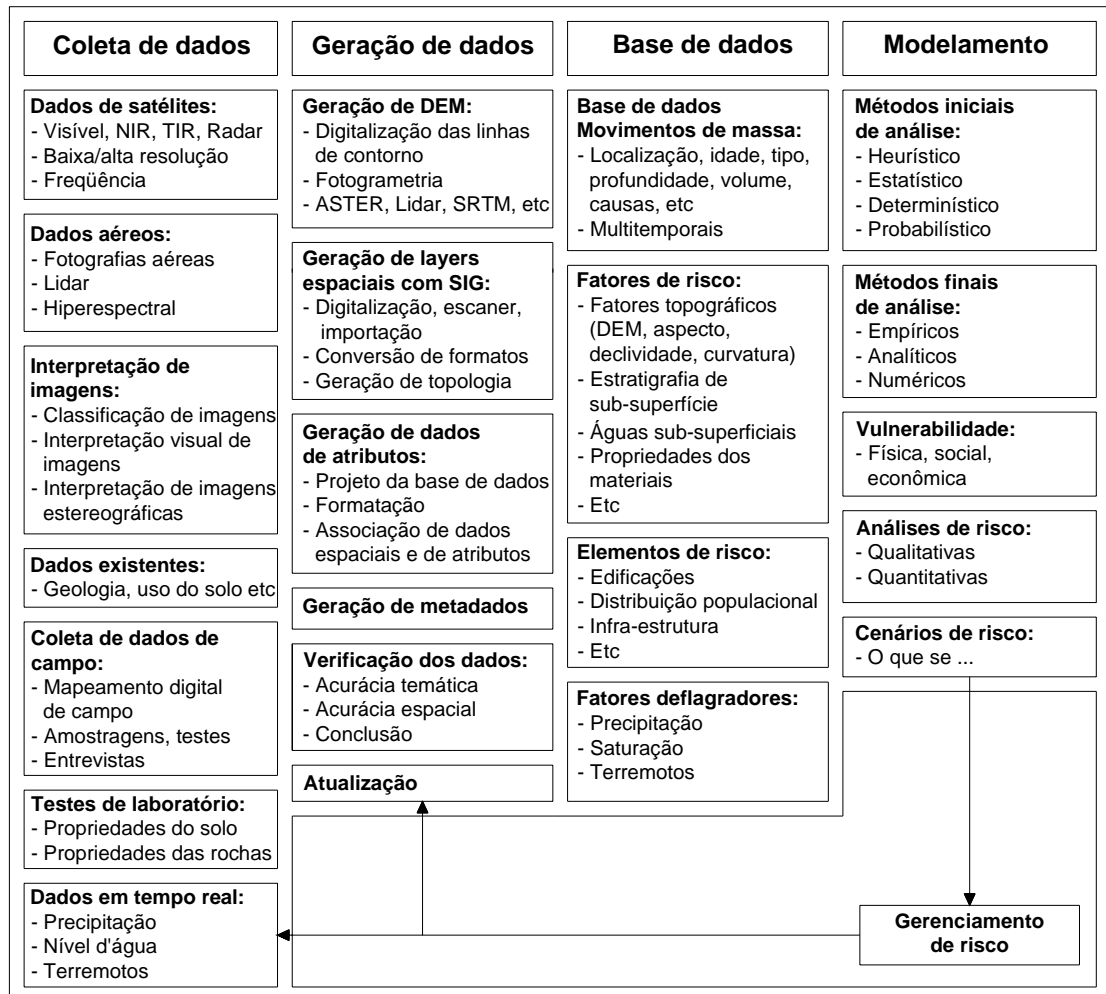 Coleta de dados
Dados de satélites:
- Visível, NIR, TIR, Radar
- Baixa/alta resolução
- Freqüência
Dados aéreos:
- Fotografias aéreas
- Lidar
- Hiperespectral
Interpretação de
imagens:
- Classificação de imagens
- Interpretação visual de
imagens
- Interpretação de imagens
estereográficas
Dados existentes:
- Geologia, uso do solo etc
Coleta de dados de
campo:
- Mapeamento digital
de campo
- Amostragens, testes
- Entrevistas
Testes de laboratório:
- Propriedades do solo
- Propriedades das rochas
Dados em tempo real:
- Precipitação
- Nível d'água
- Terremotos
Geração de dados
Geração de DEM:
- Digitalização das linhas
de contorno
- Fotogrametria
- ASTER, Lidar, SRTM, etc
Geração de layers
espaciais com SIG:
- Digitalização, escaner,
importação
- Conversão de formatos
- Geração de topologia
Geração de dados
de atributos:
- Projeto da base de dados
- Formatação
- Associação de dados
espaciais e de atributos
Geração de metadados
Verificação dos dados:
- Acurácia temática
- Acurácia espacial
- Conclusão
Atualização
Base de dados
Base de dados
Movimentos de massa:
- Localização, idade, tipo,
profundidade, volume,
causas, etc
- Multitemporais
Fatores de risco:
- Fatores topográficos
(DEM, aspecto,
declividade, curvatura)
- Estratigrafia de
sub-superfície
- Águas sub-superficiais
- Propriedades dos
materiais
- Etc
Elementos de risco:
- Edificações
- Distribuição populacional
- Infra-estrutura
- Etc
Fatores deflagradores:
- Precipitação
- Saturação
- Terremotos
Modelamento
Métodos iniciais
de análise:
- Heurístico
- Estatístico
- Determinístico
- Probabilístico
Métodos finais
de análise:
- Empíricos
- Analíticos
- Numéricos
Vulnerabilidade:
- Física, social,
econômica
Análises de risco:
- Qualitativas
- Quantitativas
Cenários de risco:
- O que se ...
Gerenciamento
de risco